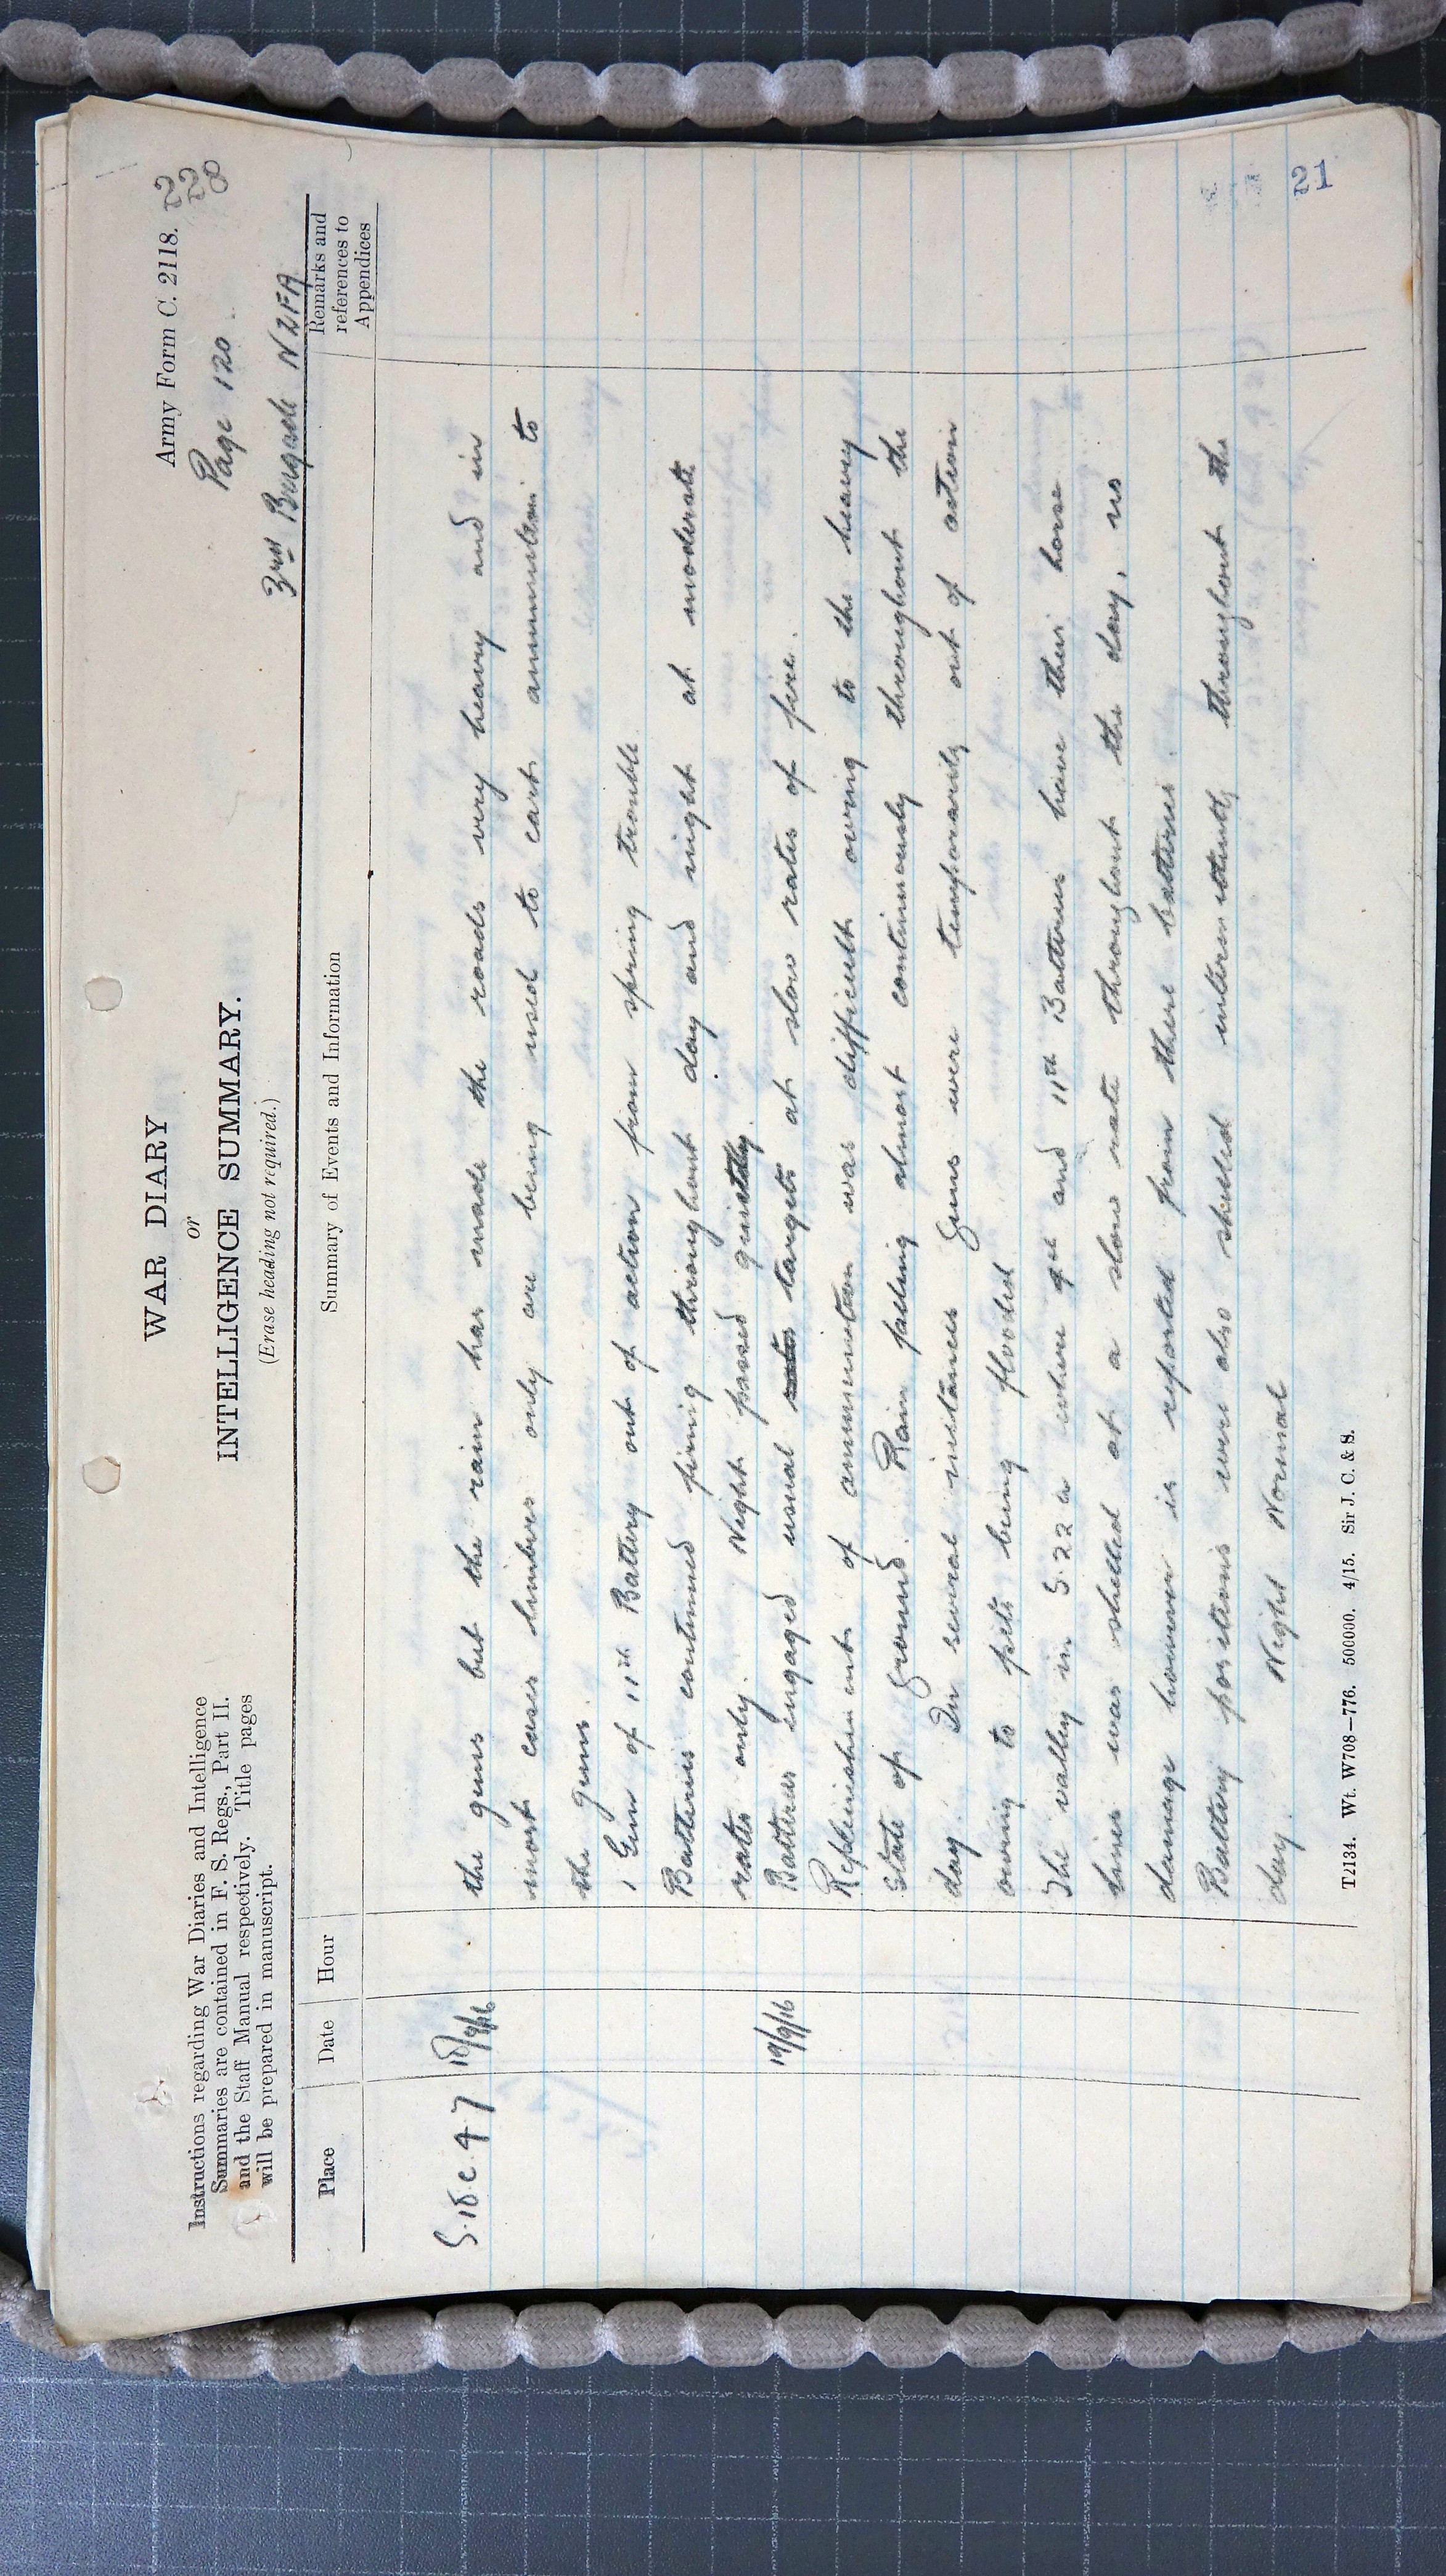 Army Form C. 2118.
228
WAR DIARY
or
INTELLIGENCE SUMMARY.
(Erase heading not required.)
Page 120
3rd Brigade NZFA
Instructions regarding War Diaries and Intelligence
Summaries are contained in F. S. Regs., Part II.
and the Staff Manual respectively. Title pages
will be prepared in manuscript.
Place Date Hour Summary of Events and Information Remarks and references to Appendices
S.18.c.4 7 18/9/16 the guns but the rain has made the roads very heavy and in
most cases limbers only are being used to cart ammunition to
the guns.
1 Gun of 11th Battery out of action from spring trouble.
Batteries continued firing throughout day and night at moderate
rates only. Night passed quietly.
19/9/16 Batteries engaged usual targets at slow rates of fire.
Replenishment of ammunition was difficult owing to the heavy
state of ground. Rain falling almost continuously throughout the
day. In several instances Guns were temporarily out of action
owing to pits being flooded
The valley in S.22 a where 9th and 11th Batteries have their horse
lines was shelled at a slow rate throughout the day, no
damage however is reported from these batteries.
Battery positions were also shelled intermittently throughout the
day. Night Normal
T2134. Wt. W708—776. 500000. 4/15. Sir J. C. & S.
21